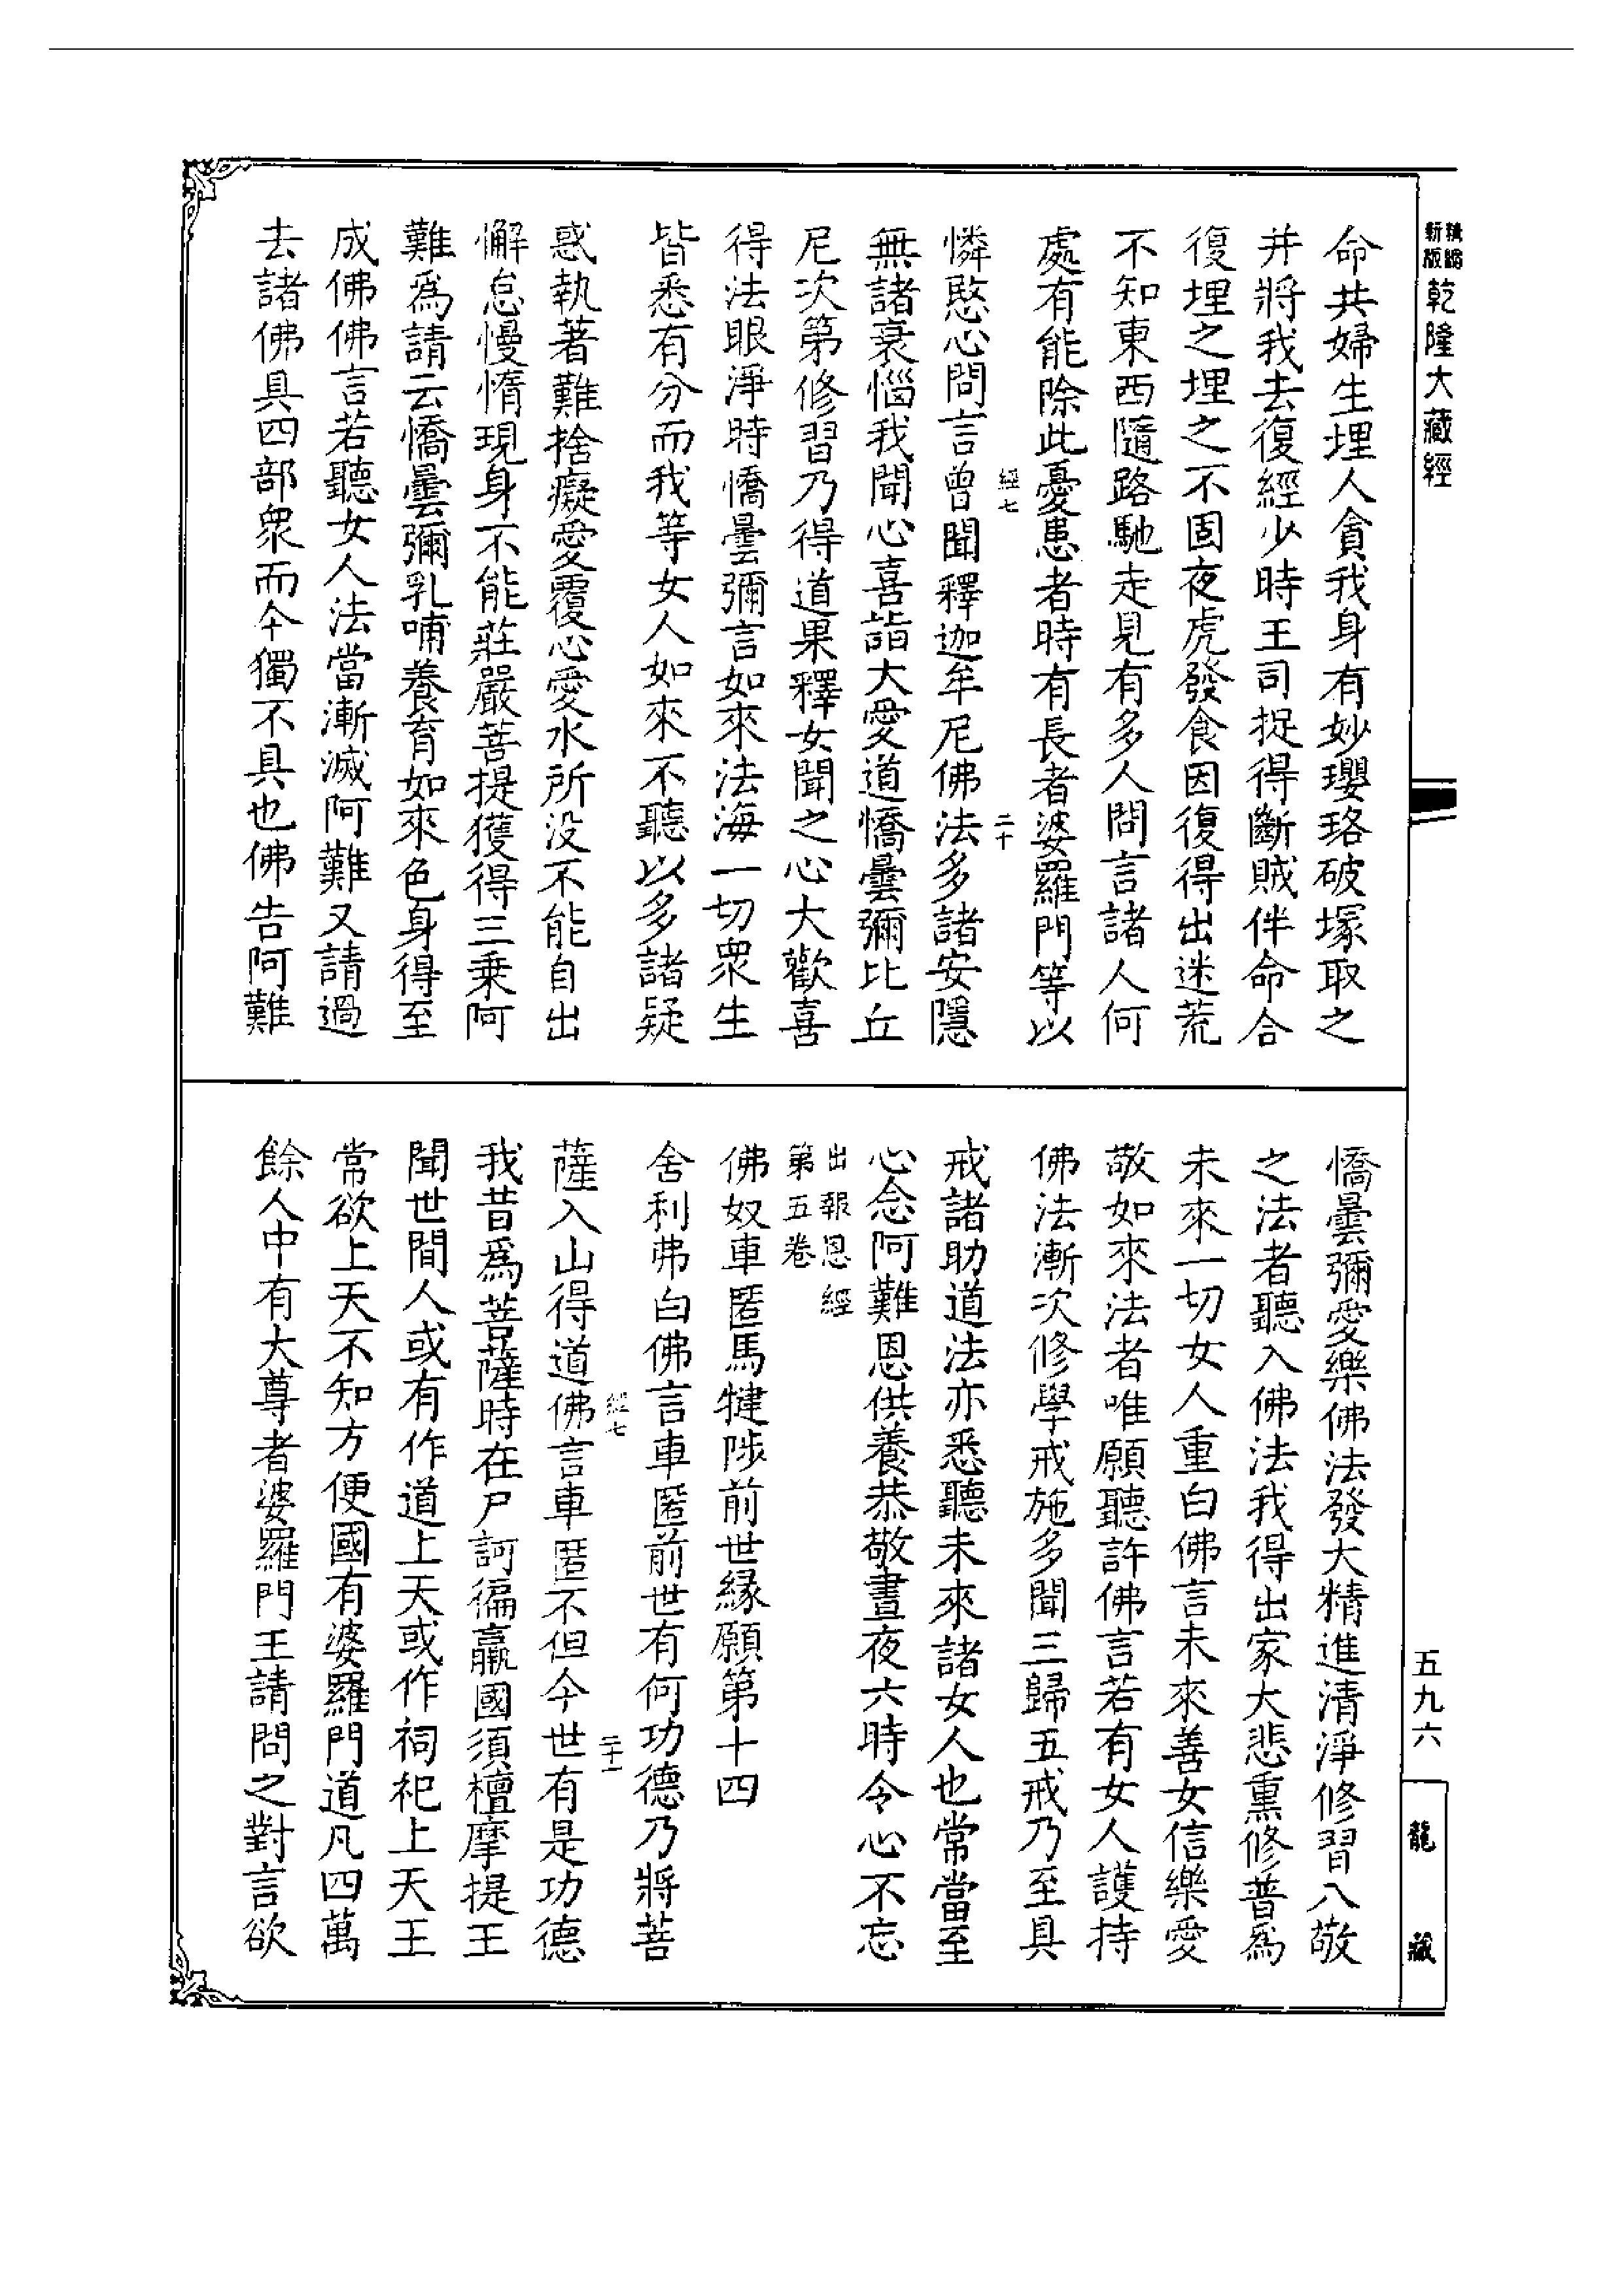 新版
乾隆大藏經
命共婦生埋人貪我身有妙瓔珞破塚取之
并將我去復經少時王司捉得斷賊伴命合
復埋之埋之不固夜虎發食因復得出迷荒
不知東西隨路馳走見有多人問言諸人何
處有能除此憂患者時有長者婆羅門等以
經七
二十
憐愍心問言曾聞釋迦牟尼佛法多諸安隱
無諸衰惱我聞心喜詣大愛道憍曇彌比丘
尼次第修習乃得道果釋女聞之心大歡喜
得法眼淨時憍曇彌言如來法海一切眾生
皆悉有分而我等女人如來不聽以多諸疑
惑執著難捨癡愛覆心愛水所没不能自出
懈怠慢惰現身不能莊嚴菩提獲得三乗阿
難為請云憍曇彌乳哺養育如來色身得至
成佛佛言若聽女人法當漸滅阿難又請過
去諸佛具四部眾而今獨不具也佛告阿難
憍曇彌愛樂佛法發大精進清淨修習八敬
之法者聽入佛法我得出家大悲熏修普為
未來一切女人重白佛言未來善女信樂愛
敬如來法者唯願聽許佛言若有女人護持
佛法漸次修學戒施多聞三歸五戒乃至具
戒諸助道法亦悉聽未來諸女人也常當至
心念阿難恩供養恭敬晝夜六時令心不忘
出報恩經
第五卷
佛奴車匿馬犍陟前世緣願第十四
舍利弗白佛言車匿前世有何功德乃將菩
經七
二十一
薩入山得道佛言車匿不但今世有是功德
我昔為菩薩時在尸訶徧羸國須檀摩提王
聞世間人或有作道上天或作祠祀上天王
常欲上天不知方便國有婆羅門道凡四萬
餘人中有大尊者婆羅門王請問之對言欲
五九六
龍藏